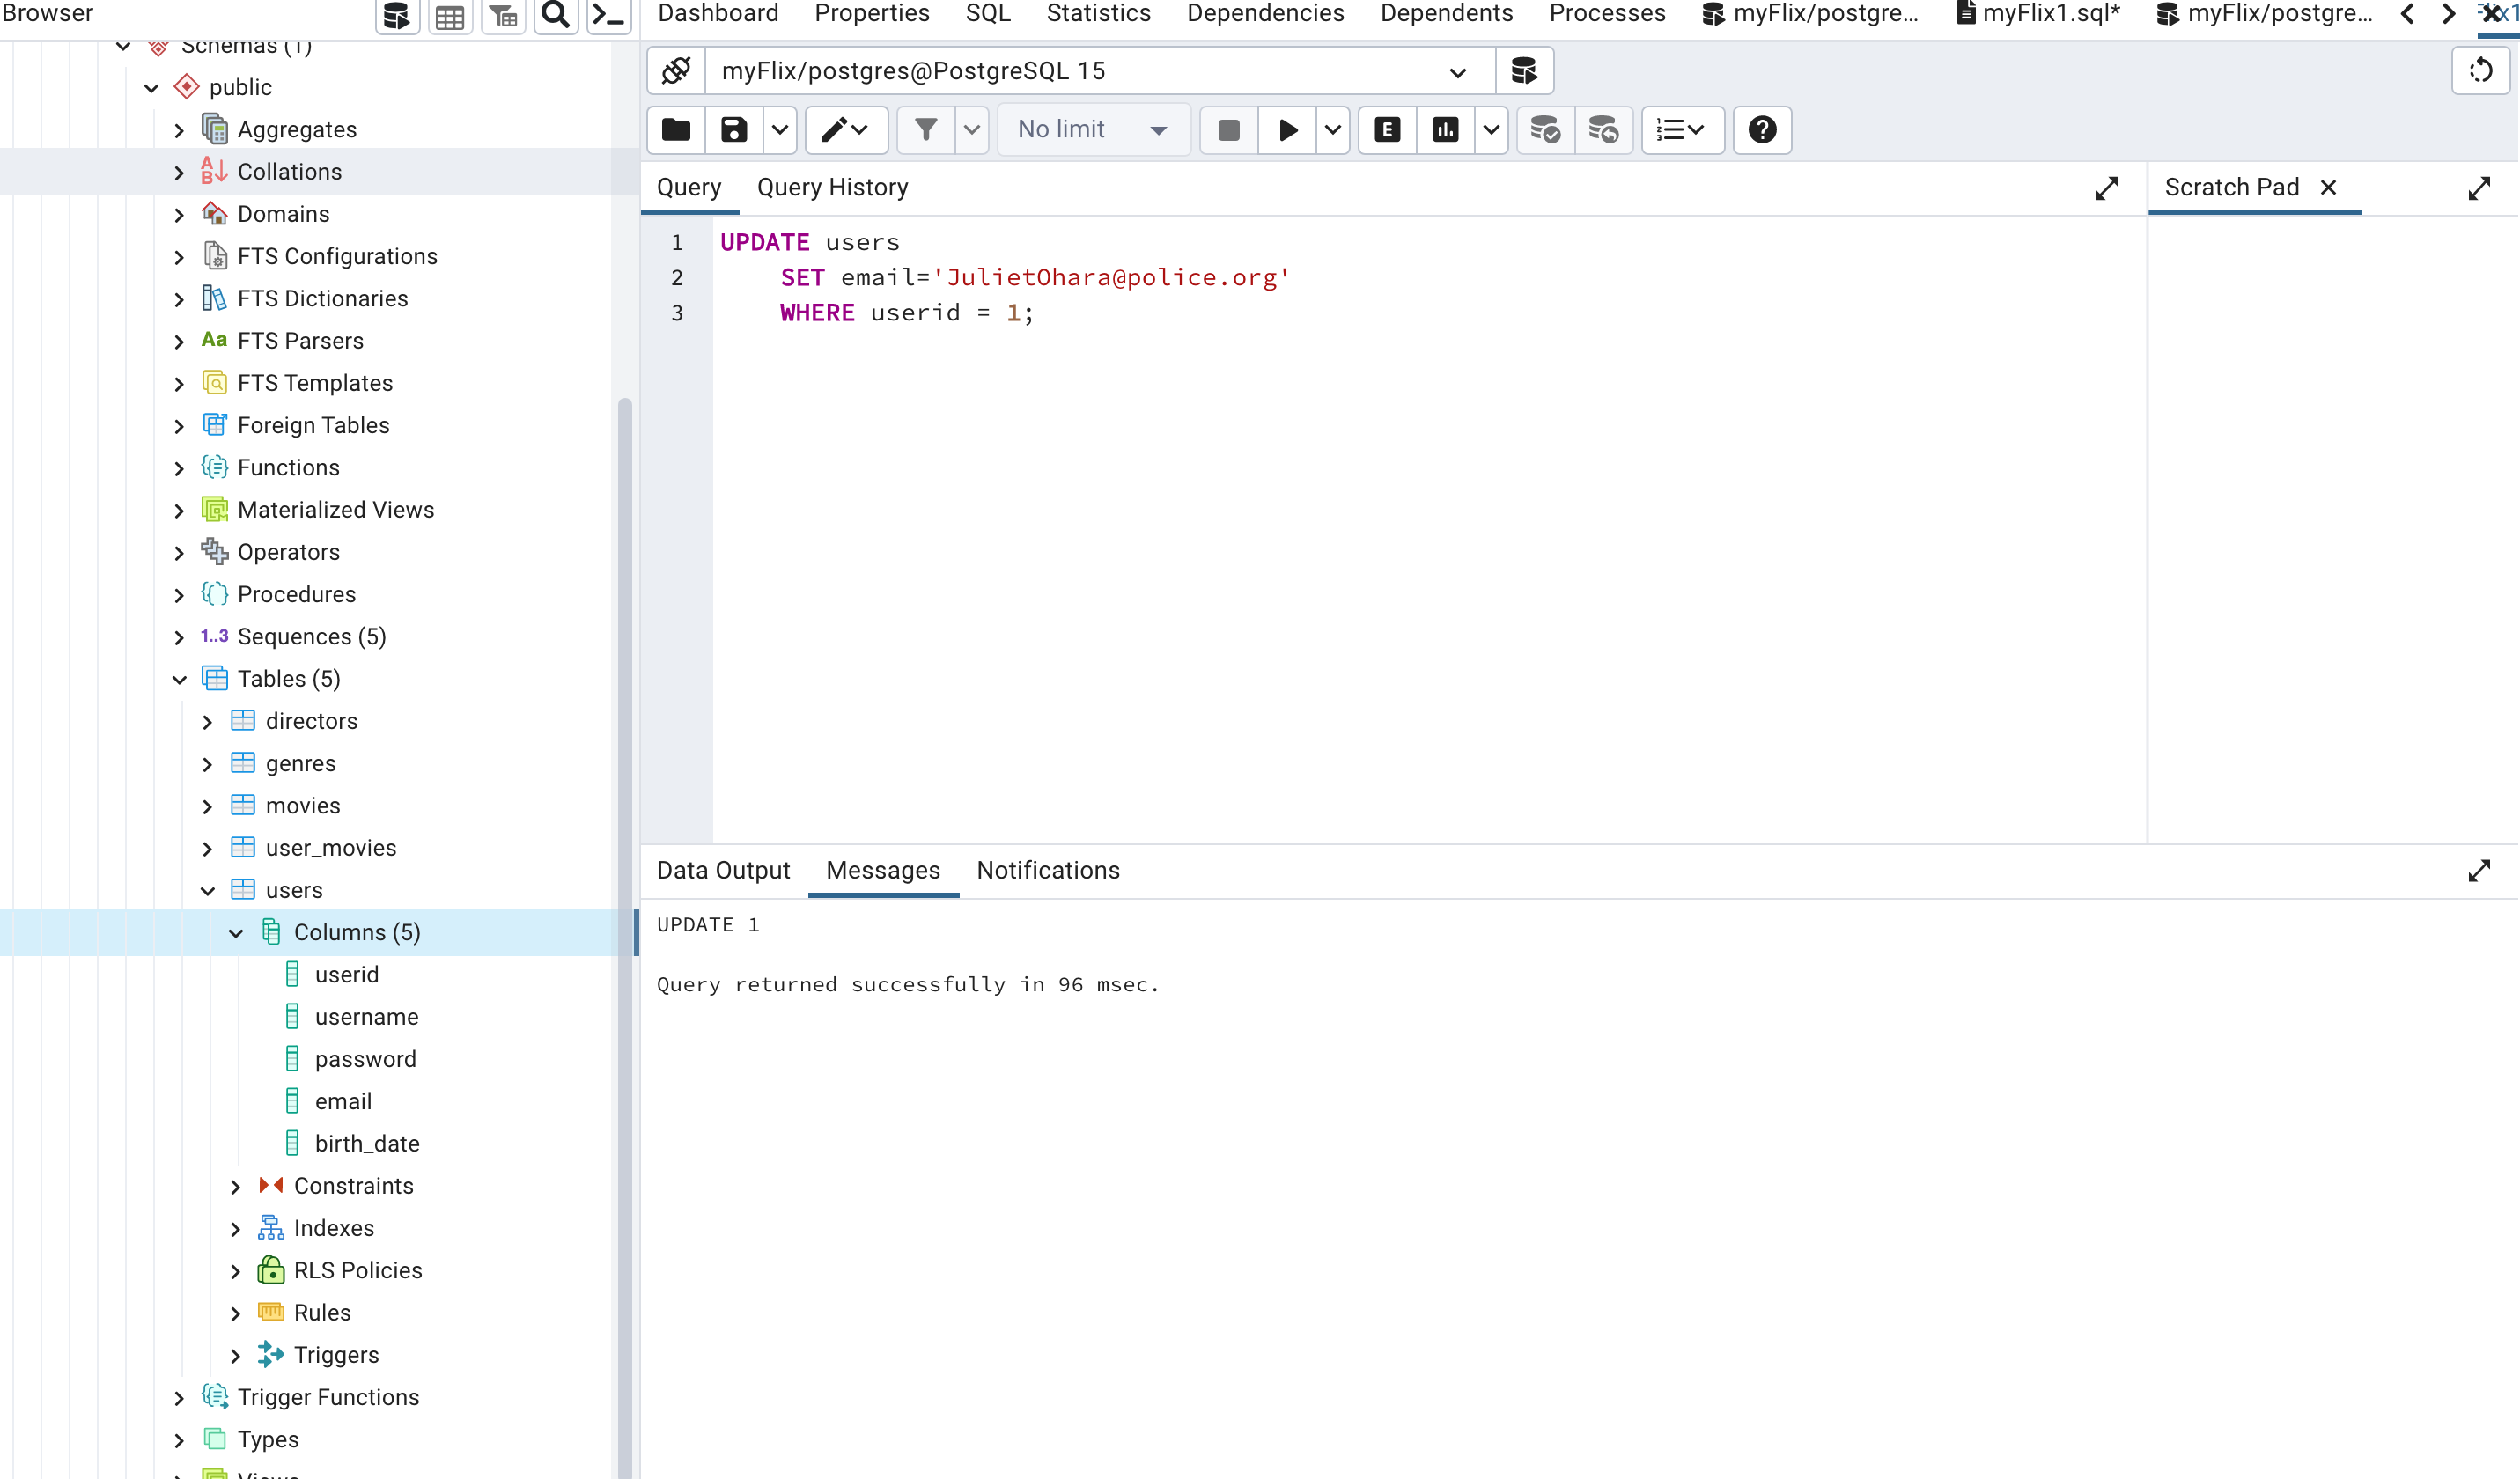 Browser
Dashboard Properties SQL Statistics Dependencies Dependents Processes myFlix/postgre... myFlix1.sql* myFlix/postgre...
Schemas (1)
public
Aggregates
Collations
Domains
FTS Configurations
FTS Dictionaries
Aa FTS Parsers
FTS Templates
Foreign Tables
Functions
Materialized Views
Operators
Procedures
1..3 Sequences (5)
Tables (5)
directors
genres
movies
user_movies
users
Columns (5)
userid
username
password
email
birth_date
Constraints
Indexes
RLS Policies
Rules
Triggers
Trigger Functions
Types
Views
myFlix/postgres@PostgreSQL 15
No limit
E
Query Query History
Scratch Pad
1 UPDATE users
2 SET email='JulietOhara@police.org'
3 WHERE userid = 1;
Data Output Messages Notifications
UPDATE 1
Query returned successfully in 96 msec.